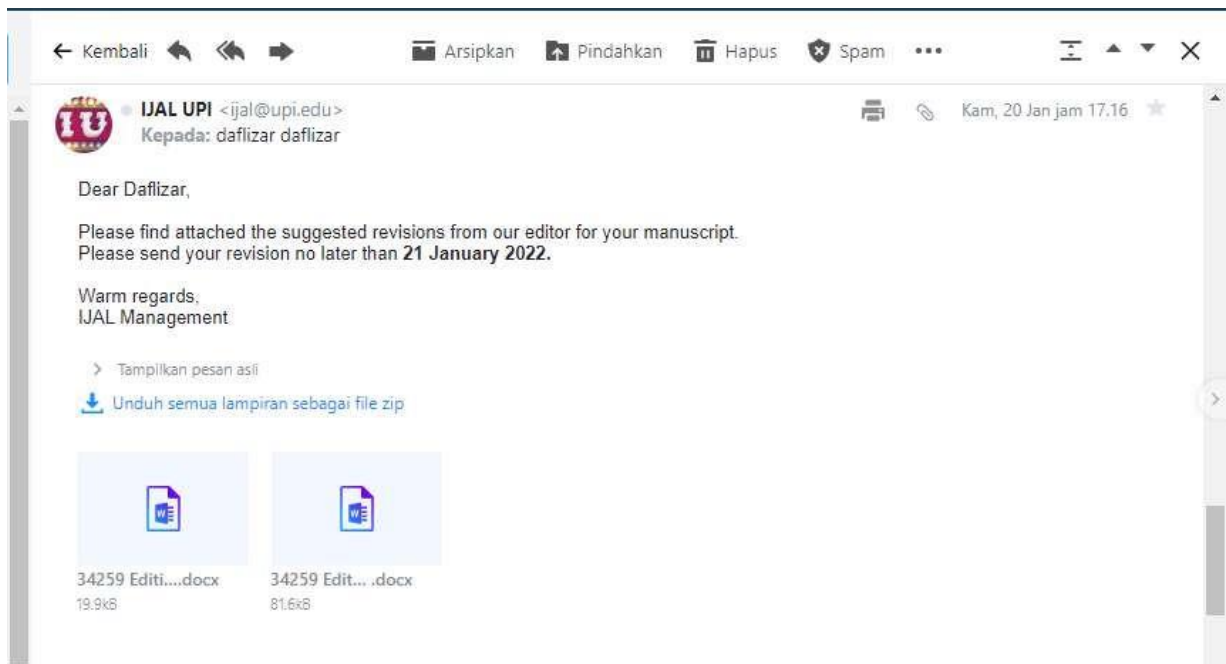 Kembali Arsipkan Pindahkan Hapus Spam
IU IJAL UPI <ijal@upi.edu> Kam, 20 Jan jam 17.16
Kepada: daflizar daflizar
Dear Daflizar,
Please find attached the suggested revisions from our editor for your manuscript.
Please send your revision no later than 21 January 2022.
Warm regards,
IJAL Management
Tampilkan pesan asli
Unduh semua lampiran sebagai file zip
34259 Editi....docx 34259 Edit... .docx
19.9kB 81.6kB